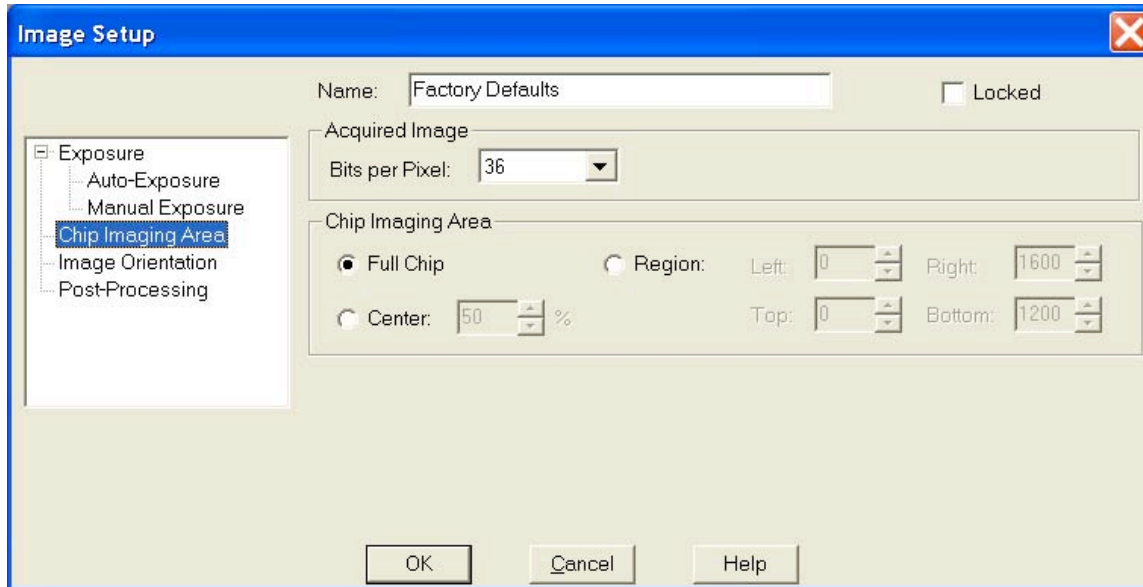 Image Setup
Name: Factory Defaults
Locked
Exposure
Auto-Exposure
Manual Exposure
Chip Imaging Area
Image Orientation
Post-Processing
Acquired Image
Bits per Pixel: 36
Chip Imaging Area
Full Chip Region: Left: 0 Right: 1600
Center: 50 % Top: 0 Bottom: 1200
OK Cancel Help